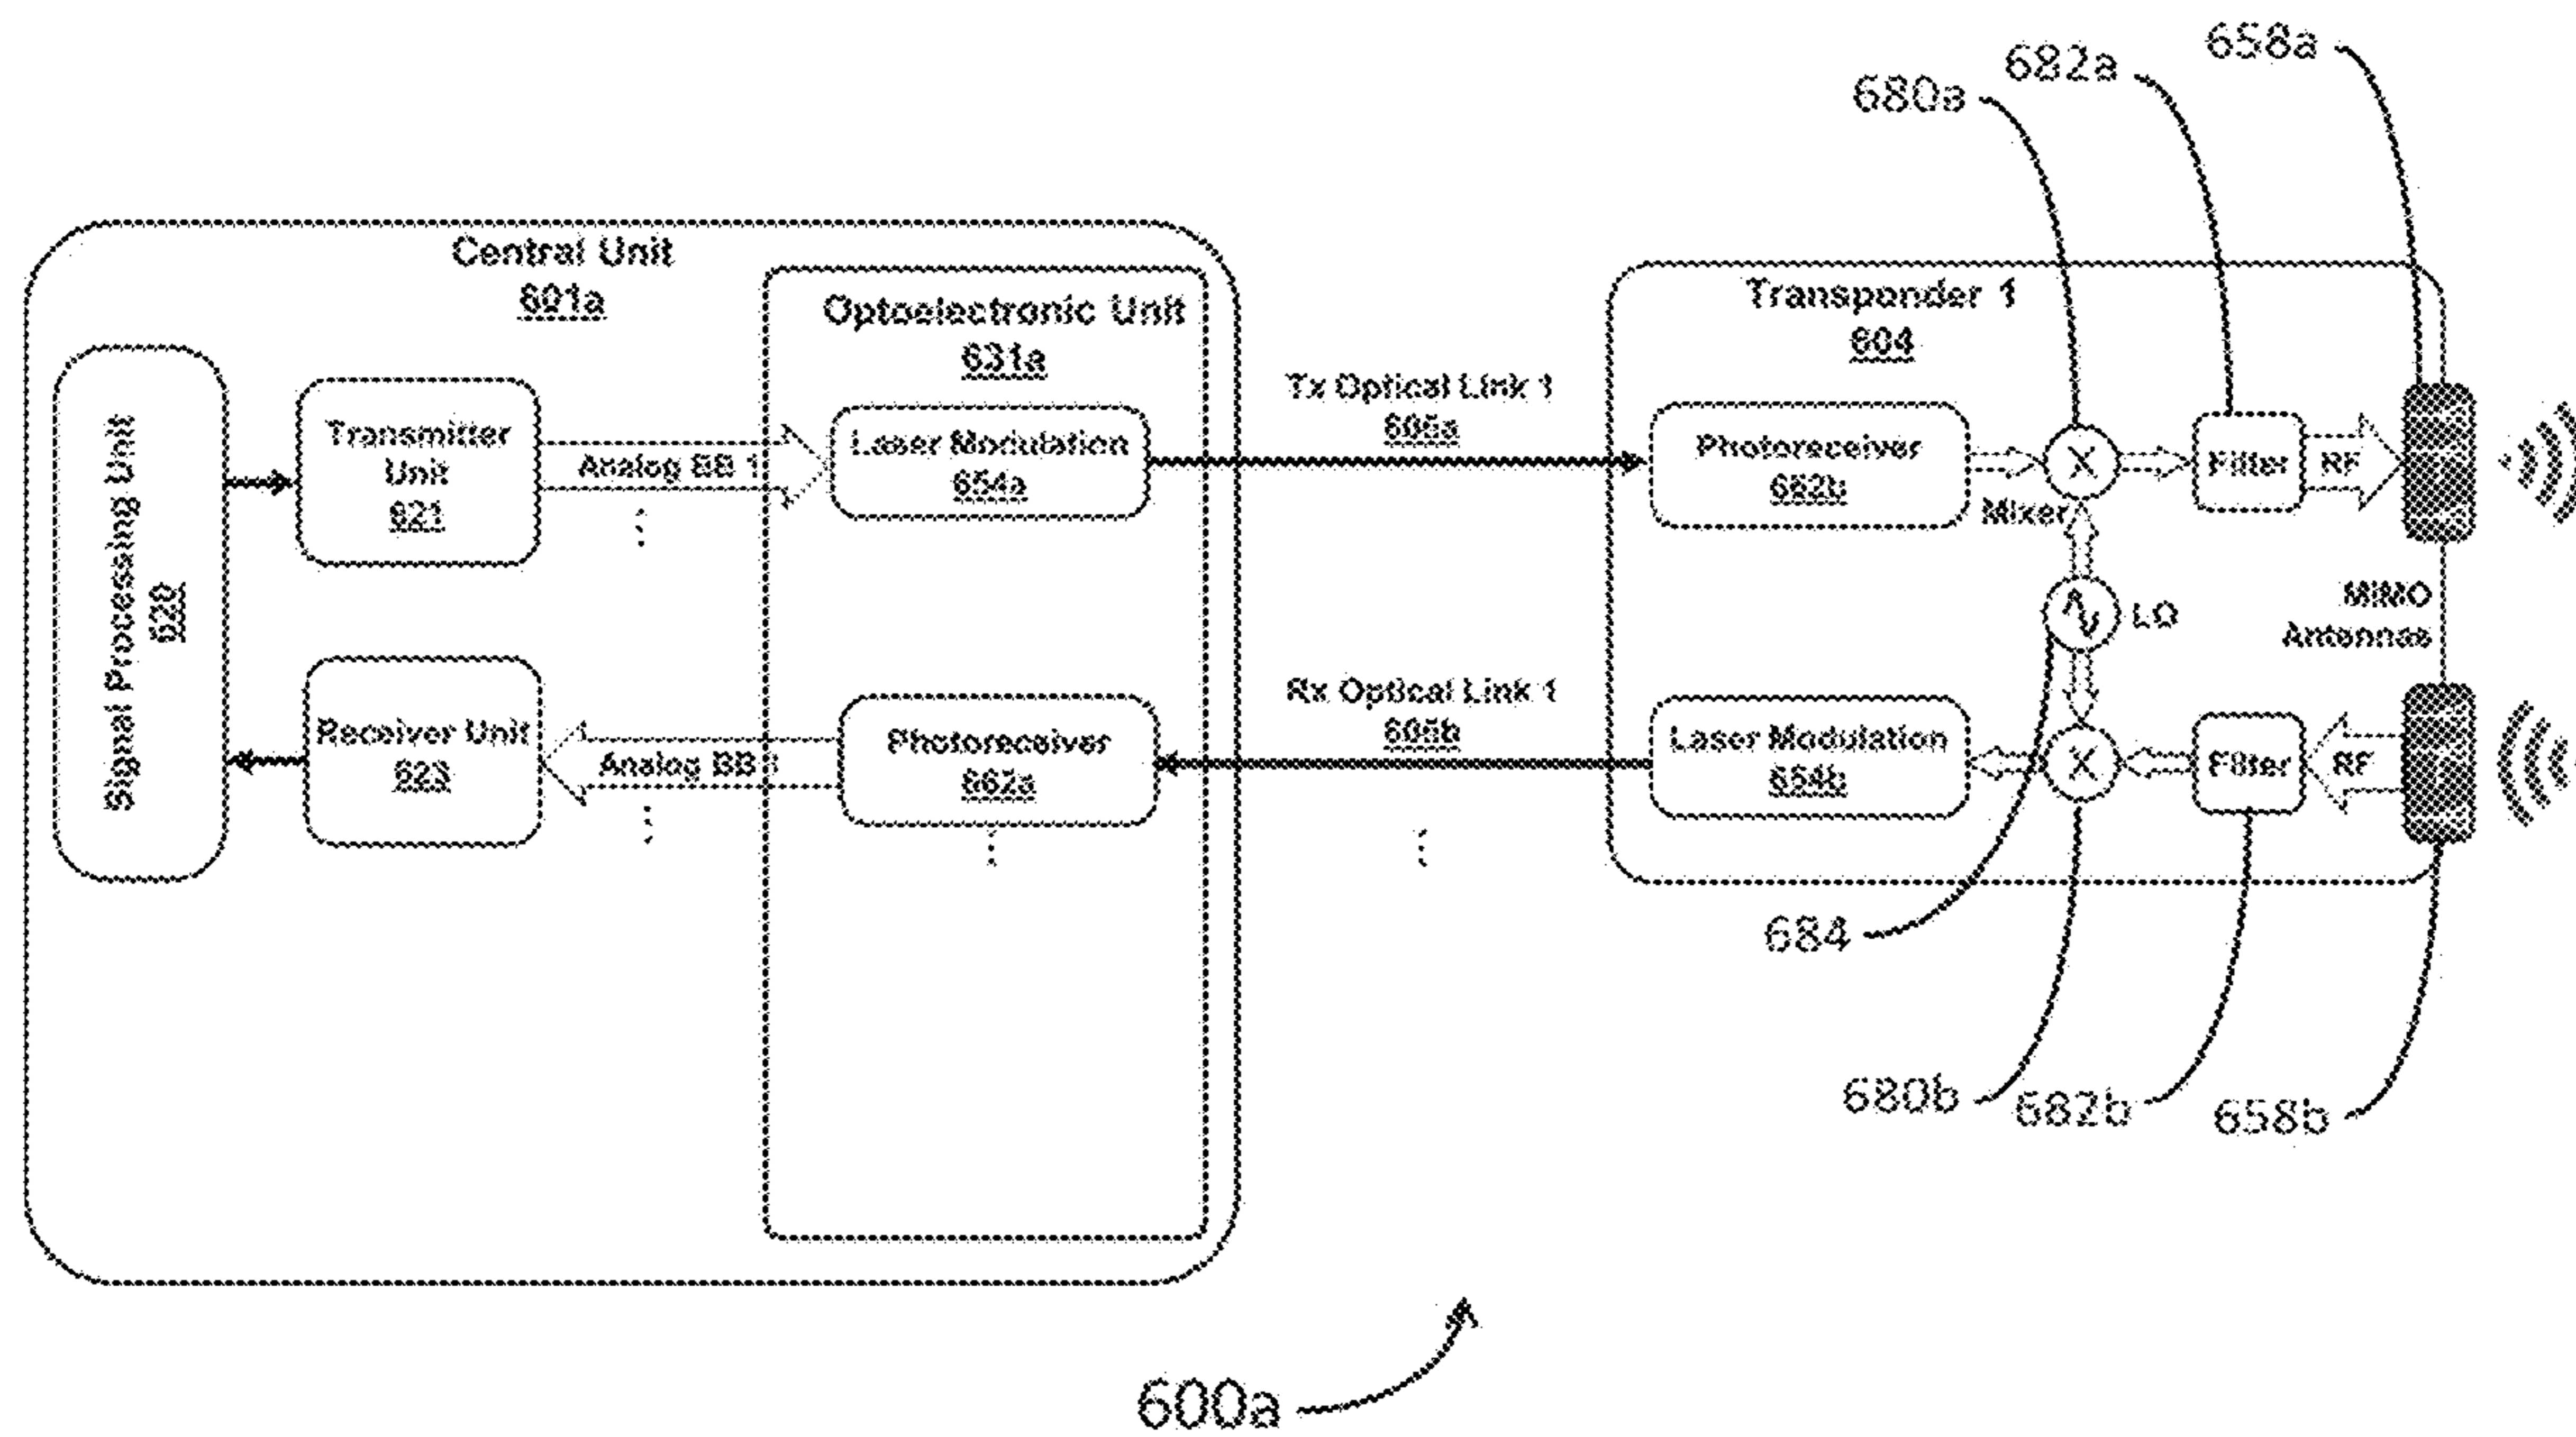 658a
682a
680a
Central Unit
601a
Optoelectronic Unit
631a
Transponder 1
604
Signal Processing Unit
620
Transmitter
Unit
621
Analog BB 1
Laser Modulation
654a
Tx Optical Link 1
605a
Photoreceiver
662b
X
Mixer
Filter
RF
LO
MIMO
Antennas
Receiver Unit
623
Analog BB
Photoreceiver
662a
Rx Optical Link 1
605b
Laser Modulation
654b
X
Filter
RF
684
680b
682b
658b
600a